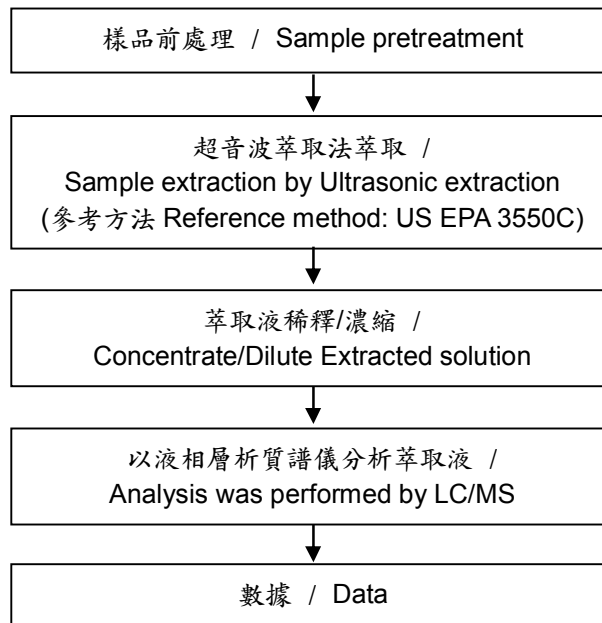 樣品前處理 / Sample pretreatment
超音波萃取法萃取 /
Sample extraction by Ultrasonic extraction
(參考方法 Reference method: US EPA 3550C)
萃取液稀釋/濃縮 /
Concentrate/Dilute Extracted solution
以液相層析質譜儀分析萃取液 /
Analysis was performed by LC/MS
數據 / Data